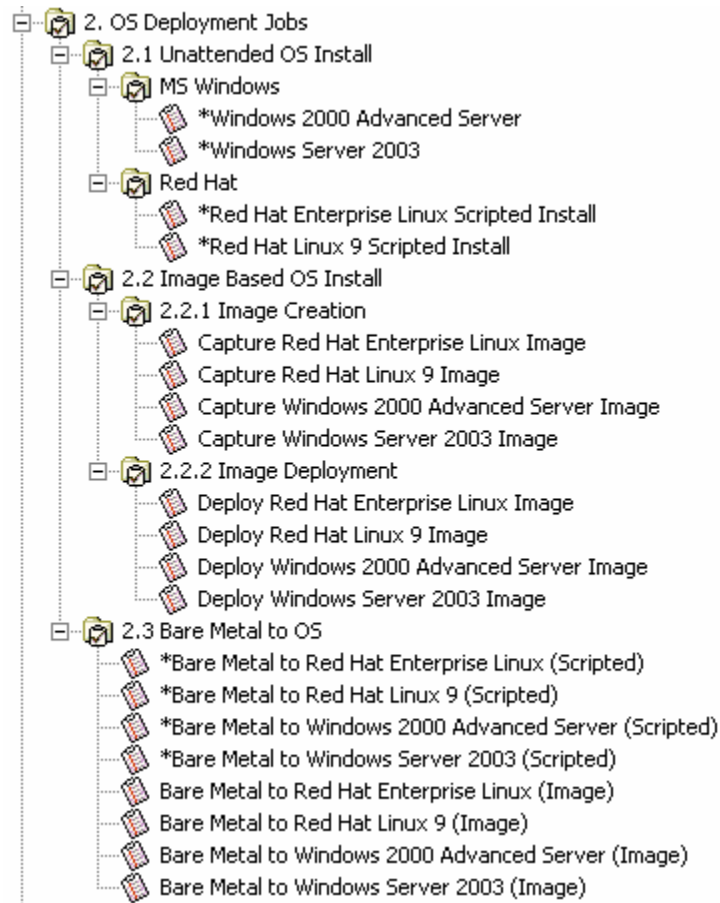 2. OS Deployment Jobs
2.1 Unattended OS Install
MS Windows
*Windows 2000 Advanced Server
*Windows Server 2003
Red Hat
*Red Hat Enterprise Linux Scripted Install
*Red Hat Linux 9 Scripted Install
2.2 Image Based OS Install
2.2.1 Image Creation
Capture Red Hat Enterprise Linux Image
Capture Red Hat Linux 9 Image
Capture Windows 2000 Advanced Server Image
Capture Windows Server 2003 Image
2.2.2 Image Deployment
Deploy Red Hat Enterprise Linux Image
Deploy Red Hat Linux 9 Image
Deploy Windows 2000 Advanced Server Image
Deploy Windows Server 2003 Image
2.3 Bare Metal to OS
*Bare Metal to Red Hat Enterprise Linux (Scripted)
*Bare Metal to Red Hat Linux 9 (Scripted)
*Bare Metal to Windows 2000 Advanced Server (Scripted)
*Bare Metal to Windows Server 2003 (Scripted)
Bare Metal to Red Hat Enterprise Linux (Image)
Bare Metal to Red Hat Linux 9 (Image)
Bare Metal to Windows 2000 Advanced Server (Image)
Bare Metal to Windows Server 2003 (Image)